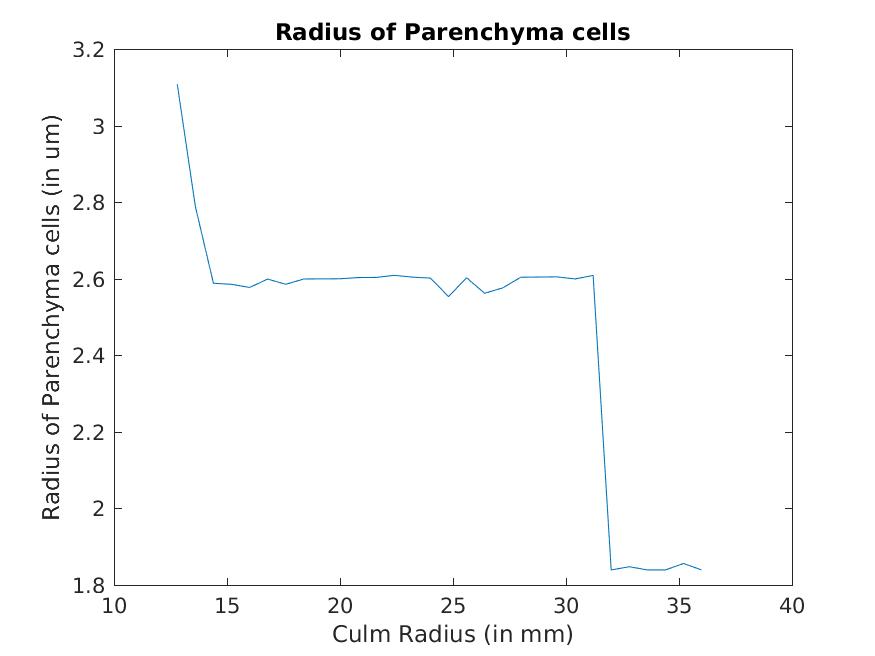 Radius of Parenchyma cells
3.2
3
2.8
2.6
2.4
2.2
2
1.8
Radius of Parenchyma cells (in um)
10 15 20 25 30 35 40
Culm Radius (in mm)